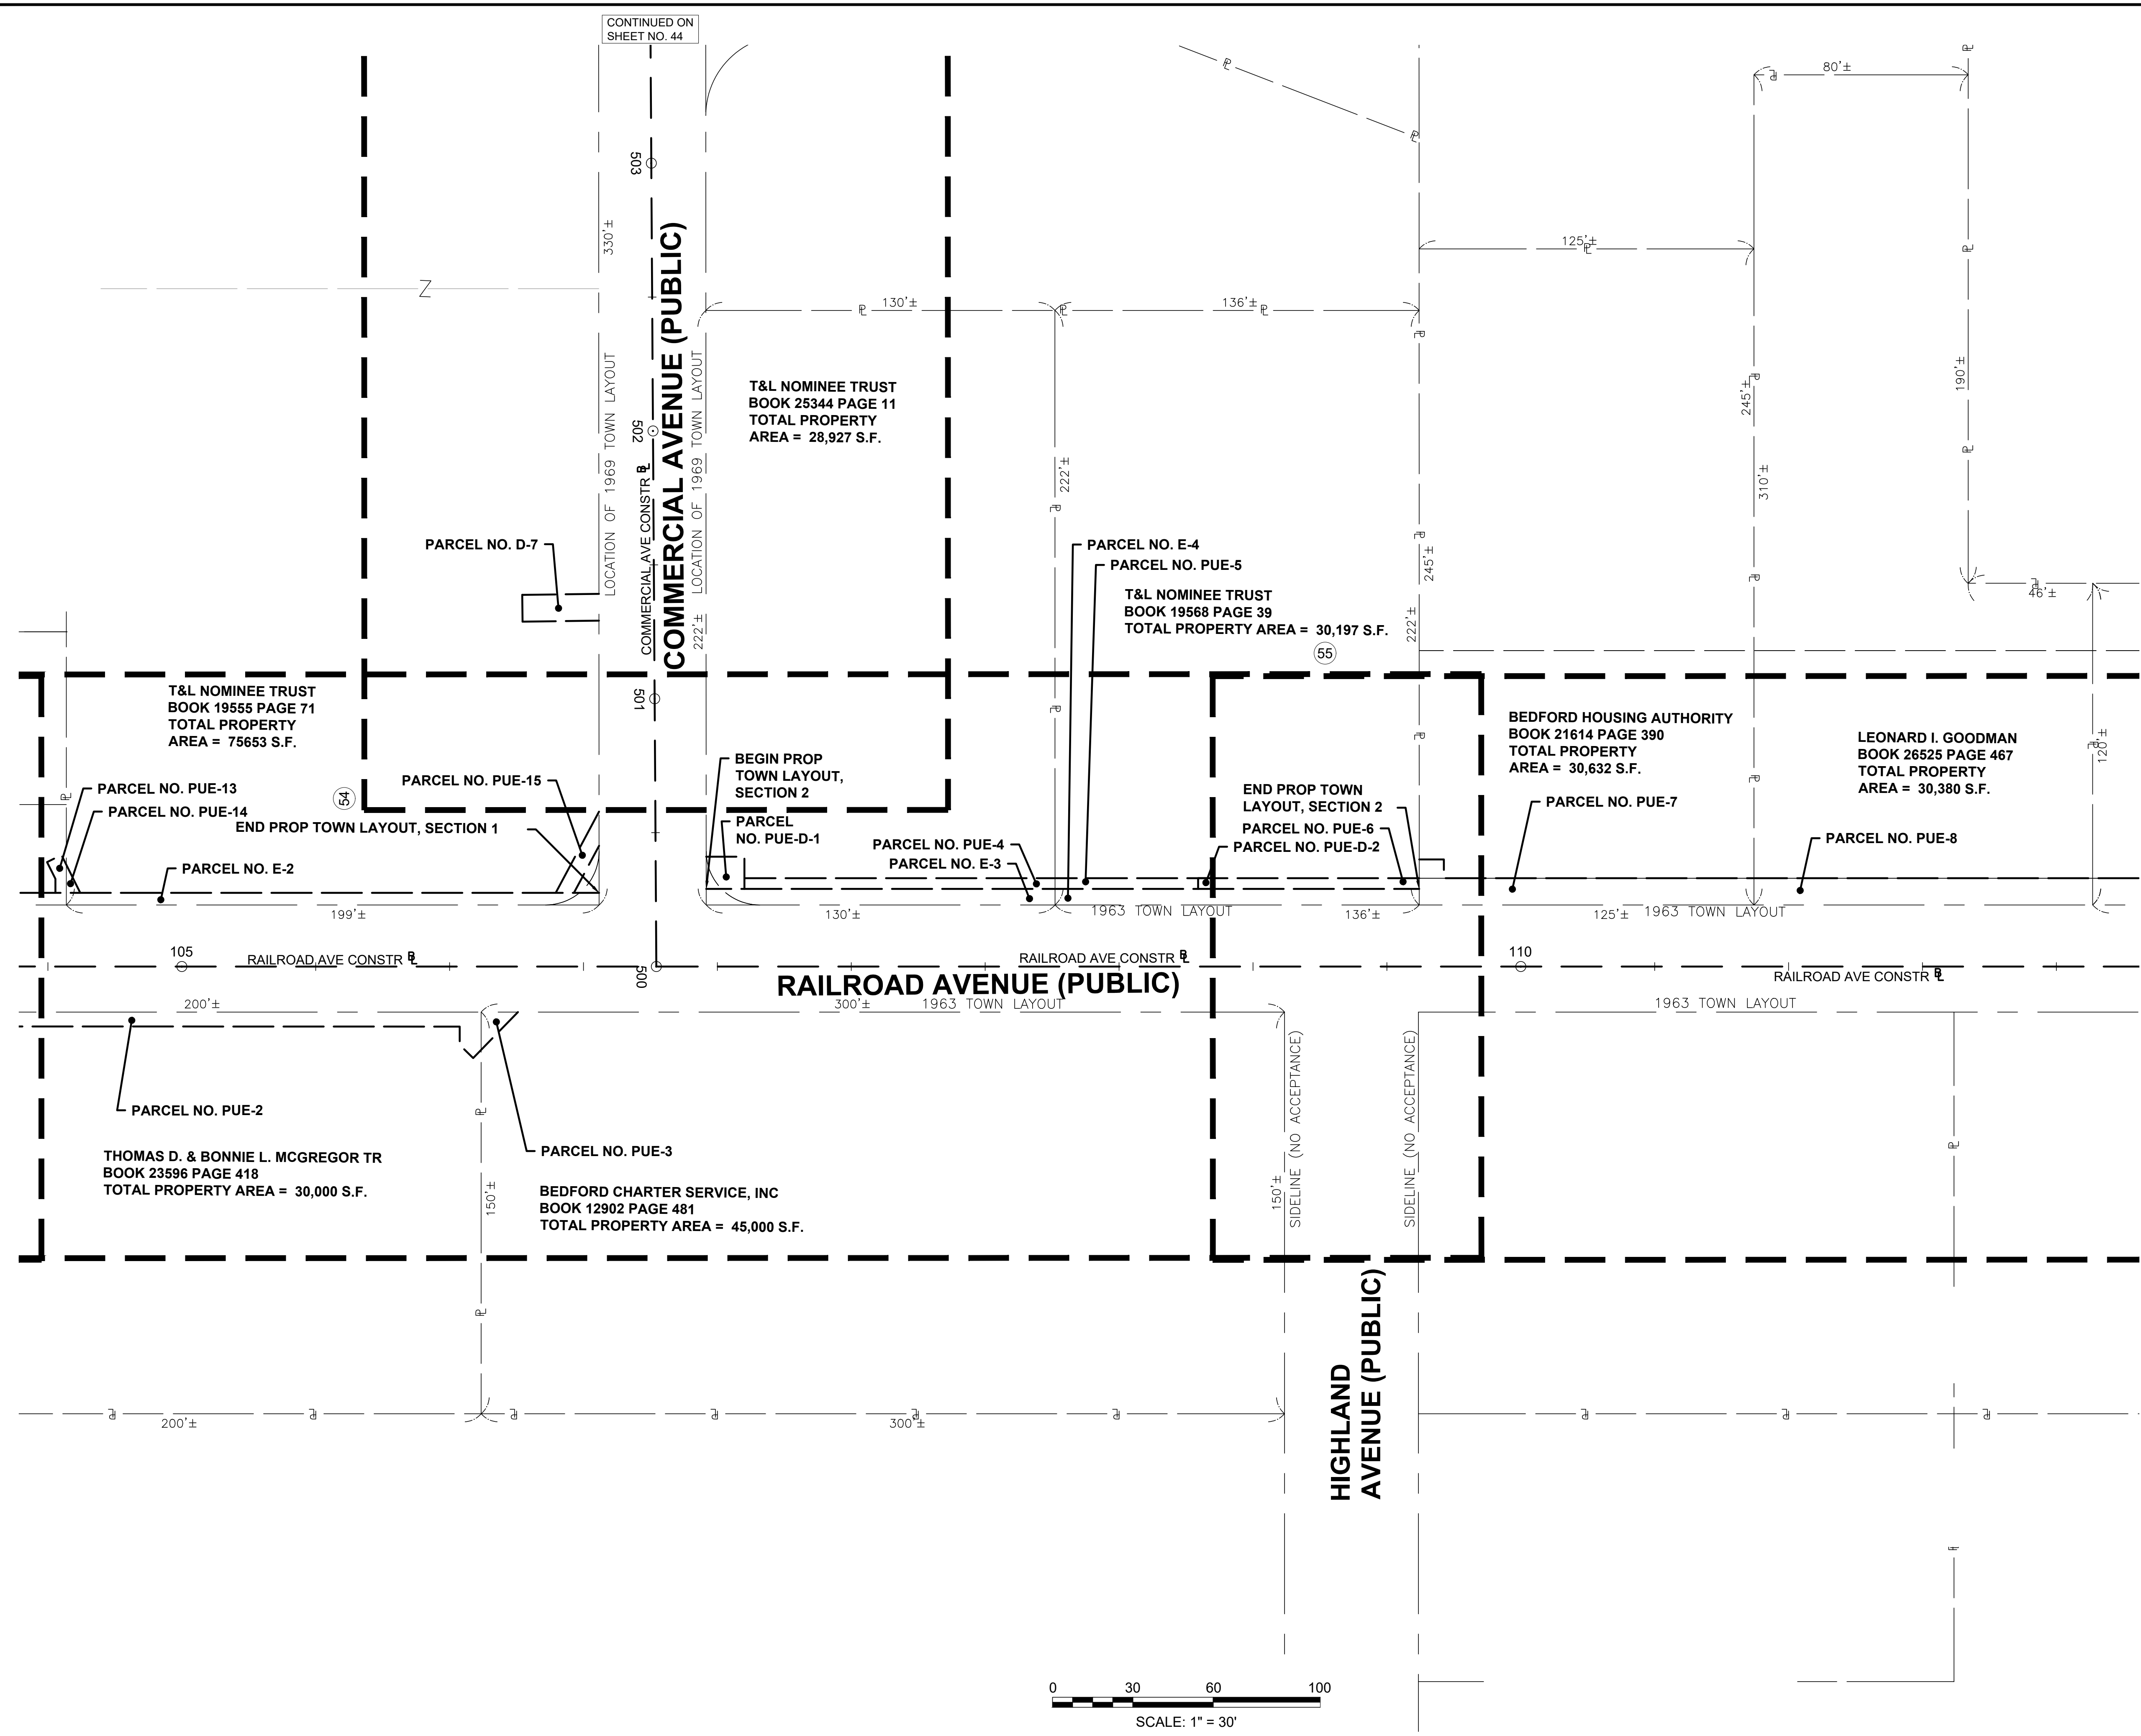 CONTINUED ON
SHEET NO. 44
80'±
503
330'±
125'±
130'±
136'±
COMMERCIAL AVENUE (PUBLIC)
LOCATION OF 1969 TOWN LAYOUT
LOCATION OF 1969 TOWN LAYOUT
COMMERCIAL AVE CONSTR
502
T&L NOMINEE TRUST
BOOK 25344 PAGE 11
TOTAL PROPERTY
AREA = 28,927 S.F.
245'±
190'±
222'±
310'±
PARCEL NO. D-7
PARCEL NO. E-4
PARCEL NO. PUE-5
245'±
T&L NOMINEE TRUST
BOOK 19568 PAGE 39
TOTAL PROPERTY AREA = 30,197 S.F.
222'±
222'±
46'±
55
501
T&L NOMINEE TRUST
BOOK 19555 PAGE 71
TOTAL PROPERTY
AREA = 75653 S.F.
BEDFORD HOUSING AUTHORITY
BOOK 21614 PAGE 390
TOTAL PROPERTY
AREA = 30,632 S.F.
LEONARD I. GOODMAN
BOOK 26525 PAGE 467
TOTAL PROPERTY
AREA = 30,380 S.F.
120'±
PARCEL NO. PUE-13
PARCEL NO. PUE-14
54
PARCEL NO. PUE-15
END PROP TOWN LAYOUT, SECTION 1
BEGIN PROP
TOWN LAYOUT,
SECTION 2
PARCEL
NO. PUE-D-1
END PROP TOWN
LAYOUT, SECTION 2
PARCEL NO. PUE-6
PARCEL NO. PUE-D-2
PARCEL NO. PUE-7
PARCEL NO. PUE-8
PARCEL NO. PUE-4
PARCEL NO. E-3
PARCEL NO. E-2
199'±
130'±
1963 TOWN LAYOUT
136'±
125'±
1963 TOWN LAYOUT
105
RAILROAD AVE CONSTR
500
RAILROAD AVE CONSTR
110
RAILROAD AVE CONSTR
RAILROAD AVENUE (PUBLIC)
200'±
300'±
1963 TOWN LAYOUT
1963 TOWN LAYOUT
SIDELINE (NO ACCEPTANCE)
SIDELINE (NO ACCEPTANCE)
PARCEL NO. PUE-2
PARCEL NO. PUE-3
THOMAS D. & BONNIE L. MCGREGOR TR
BOOK 23596 PAGE 418
TOTAL PROPERTY AREA = 30,000 S.F.
150'±
BEDFORD CHARTER SERVICE, INC
BOOK 12902 PAGE 481
TOTAL PROPERTY AREA = 45,000 S.F.
150'±
HIGHLAND
AVENUE (PUBLIC)
200'±
300'±
0 30 60 100
SCALE: 1" = 30'